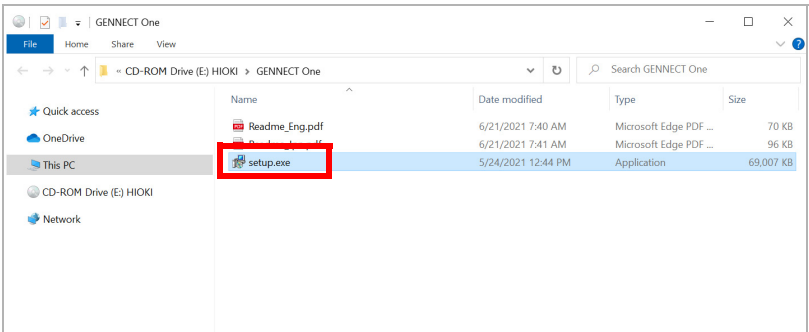 GENNECT One
File Home Share View
« CD-ROM Drive (E:) HIOKI > GENNECT One
Search GENNECT One
Name Date modified Type Size
Quick access
OneDrive
This PC
CD-ROM Drive (E:) HIOKI
Network
Readme_Eng.pdf 6/21/2021 7:40 AM Microsoft Edge PDF ... 70 KB
6/21/2021 7:41 AM Microsoft Edge PDF ... 96 KB
setup.exe 5/24/2021 12:44 PM Application 69,007 KB